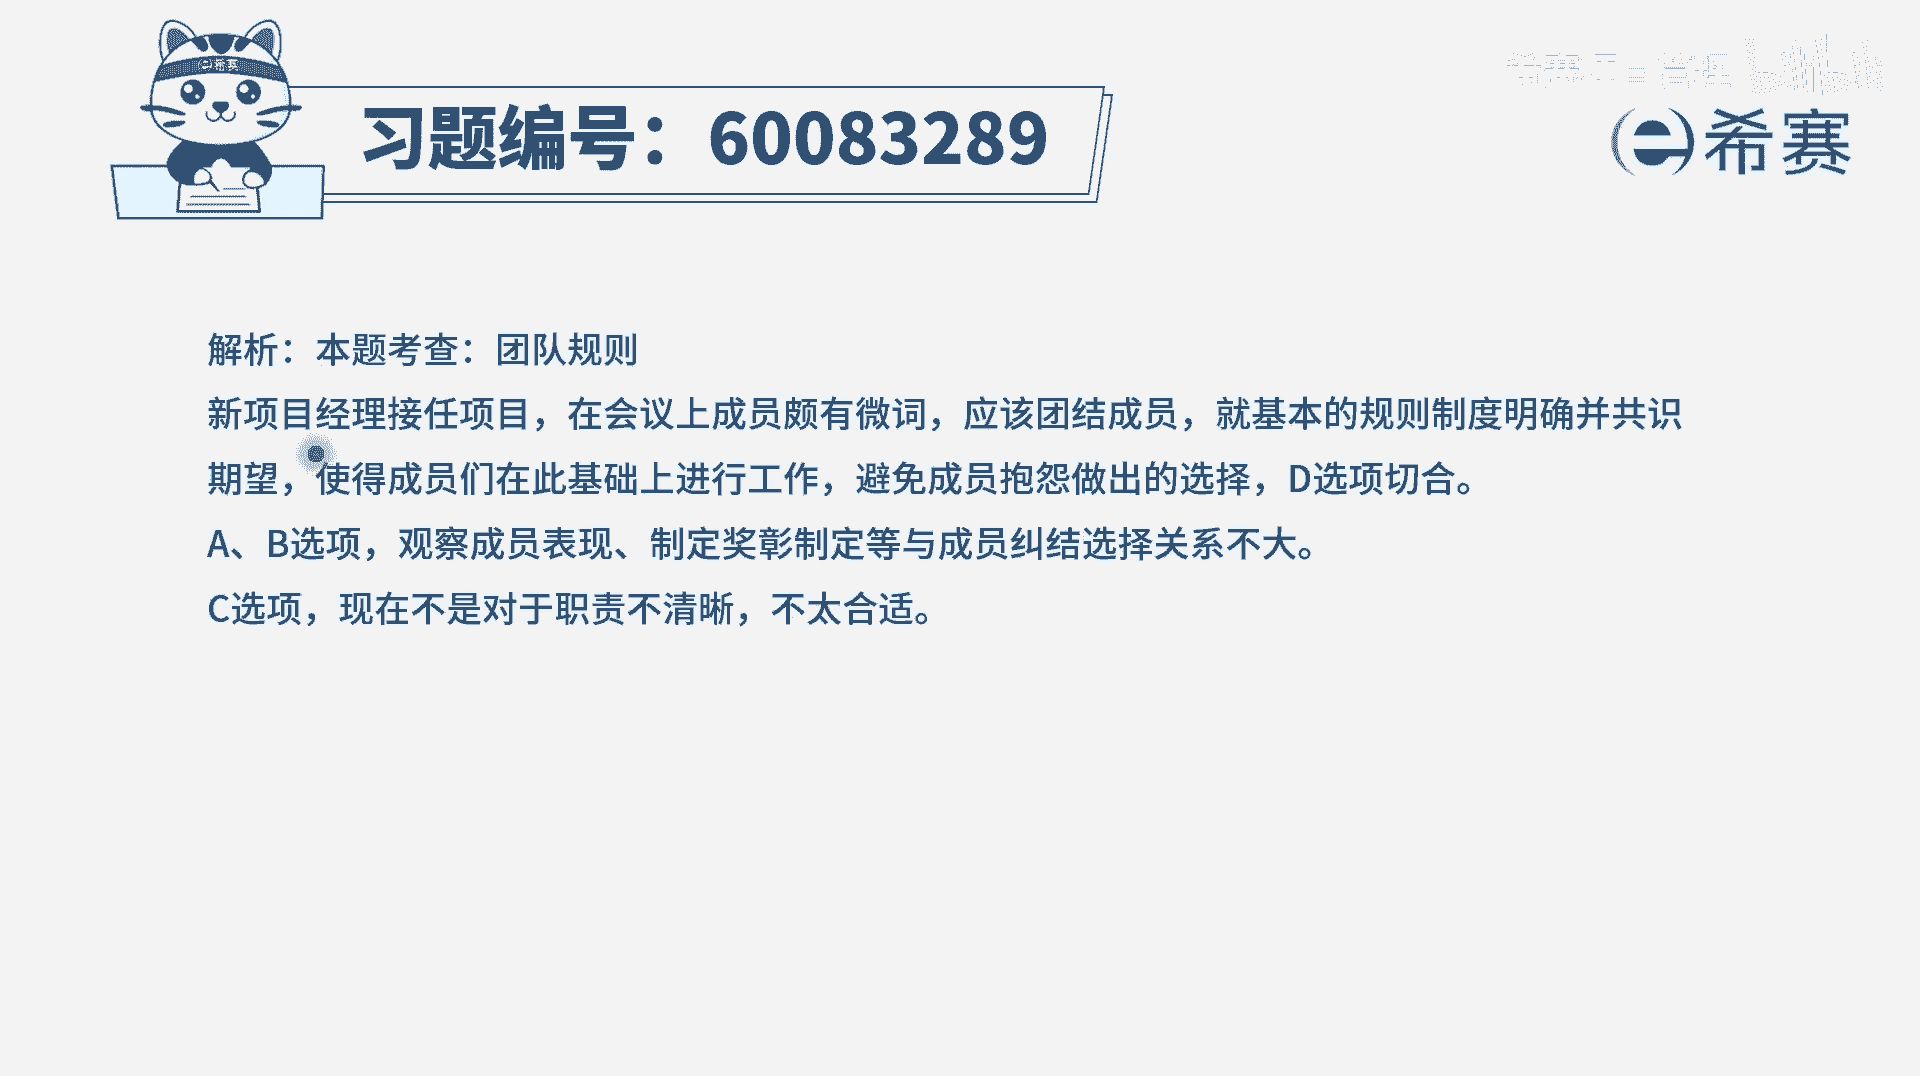 希赛
习题编号：60083289
希赛
解析：本题考查：团队规则
新项目经理接任项目，在会议上成员颇有微词，应该团结成员，就基本的规则制度明确并共识
期望，使得成员们在此基础上进行工作，避免成员抱怨做出的选择，D选项切合。
A、B选项，观察成员表现、制定奖彰制定等与成员纠结选择关系不大。
C选项，现在不是对于职责不清晰，不太合适。